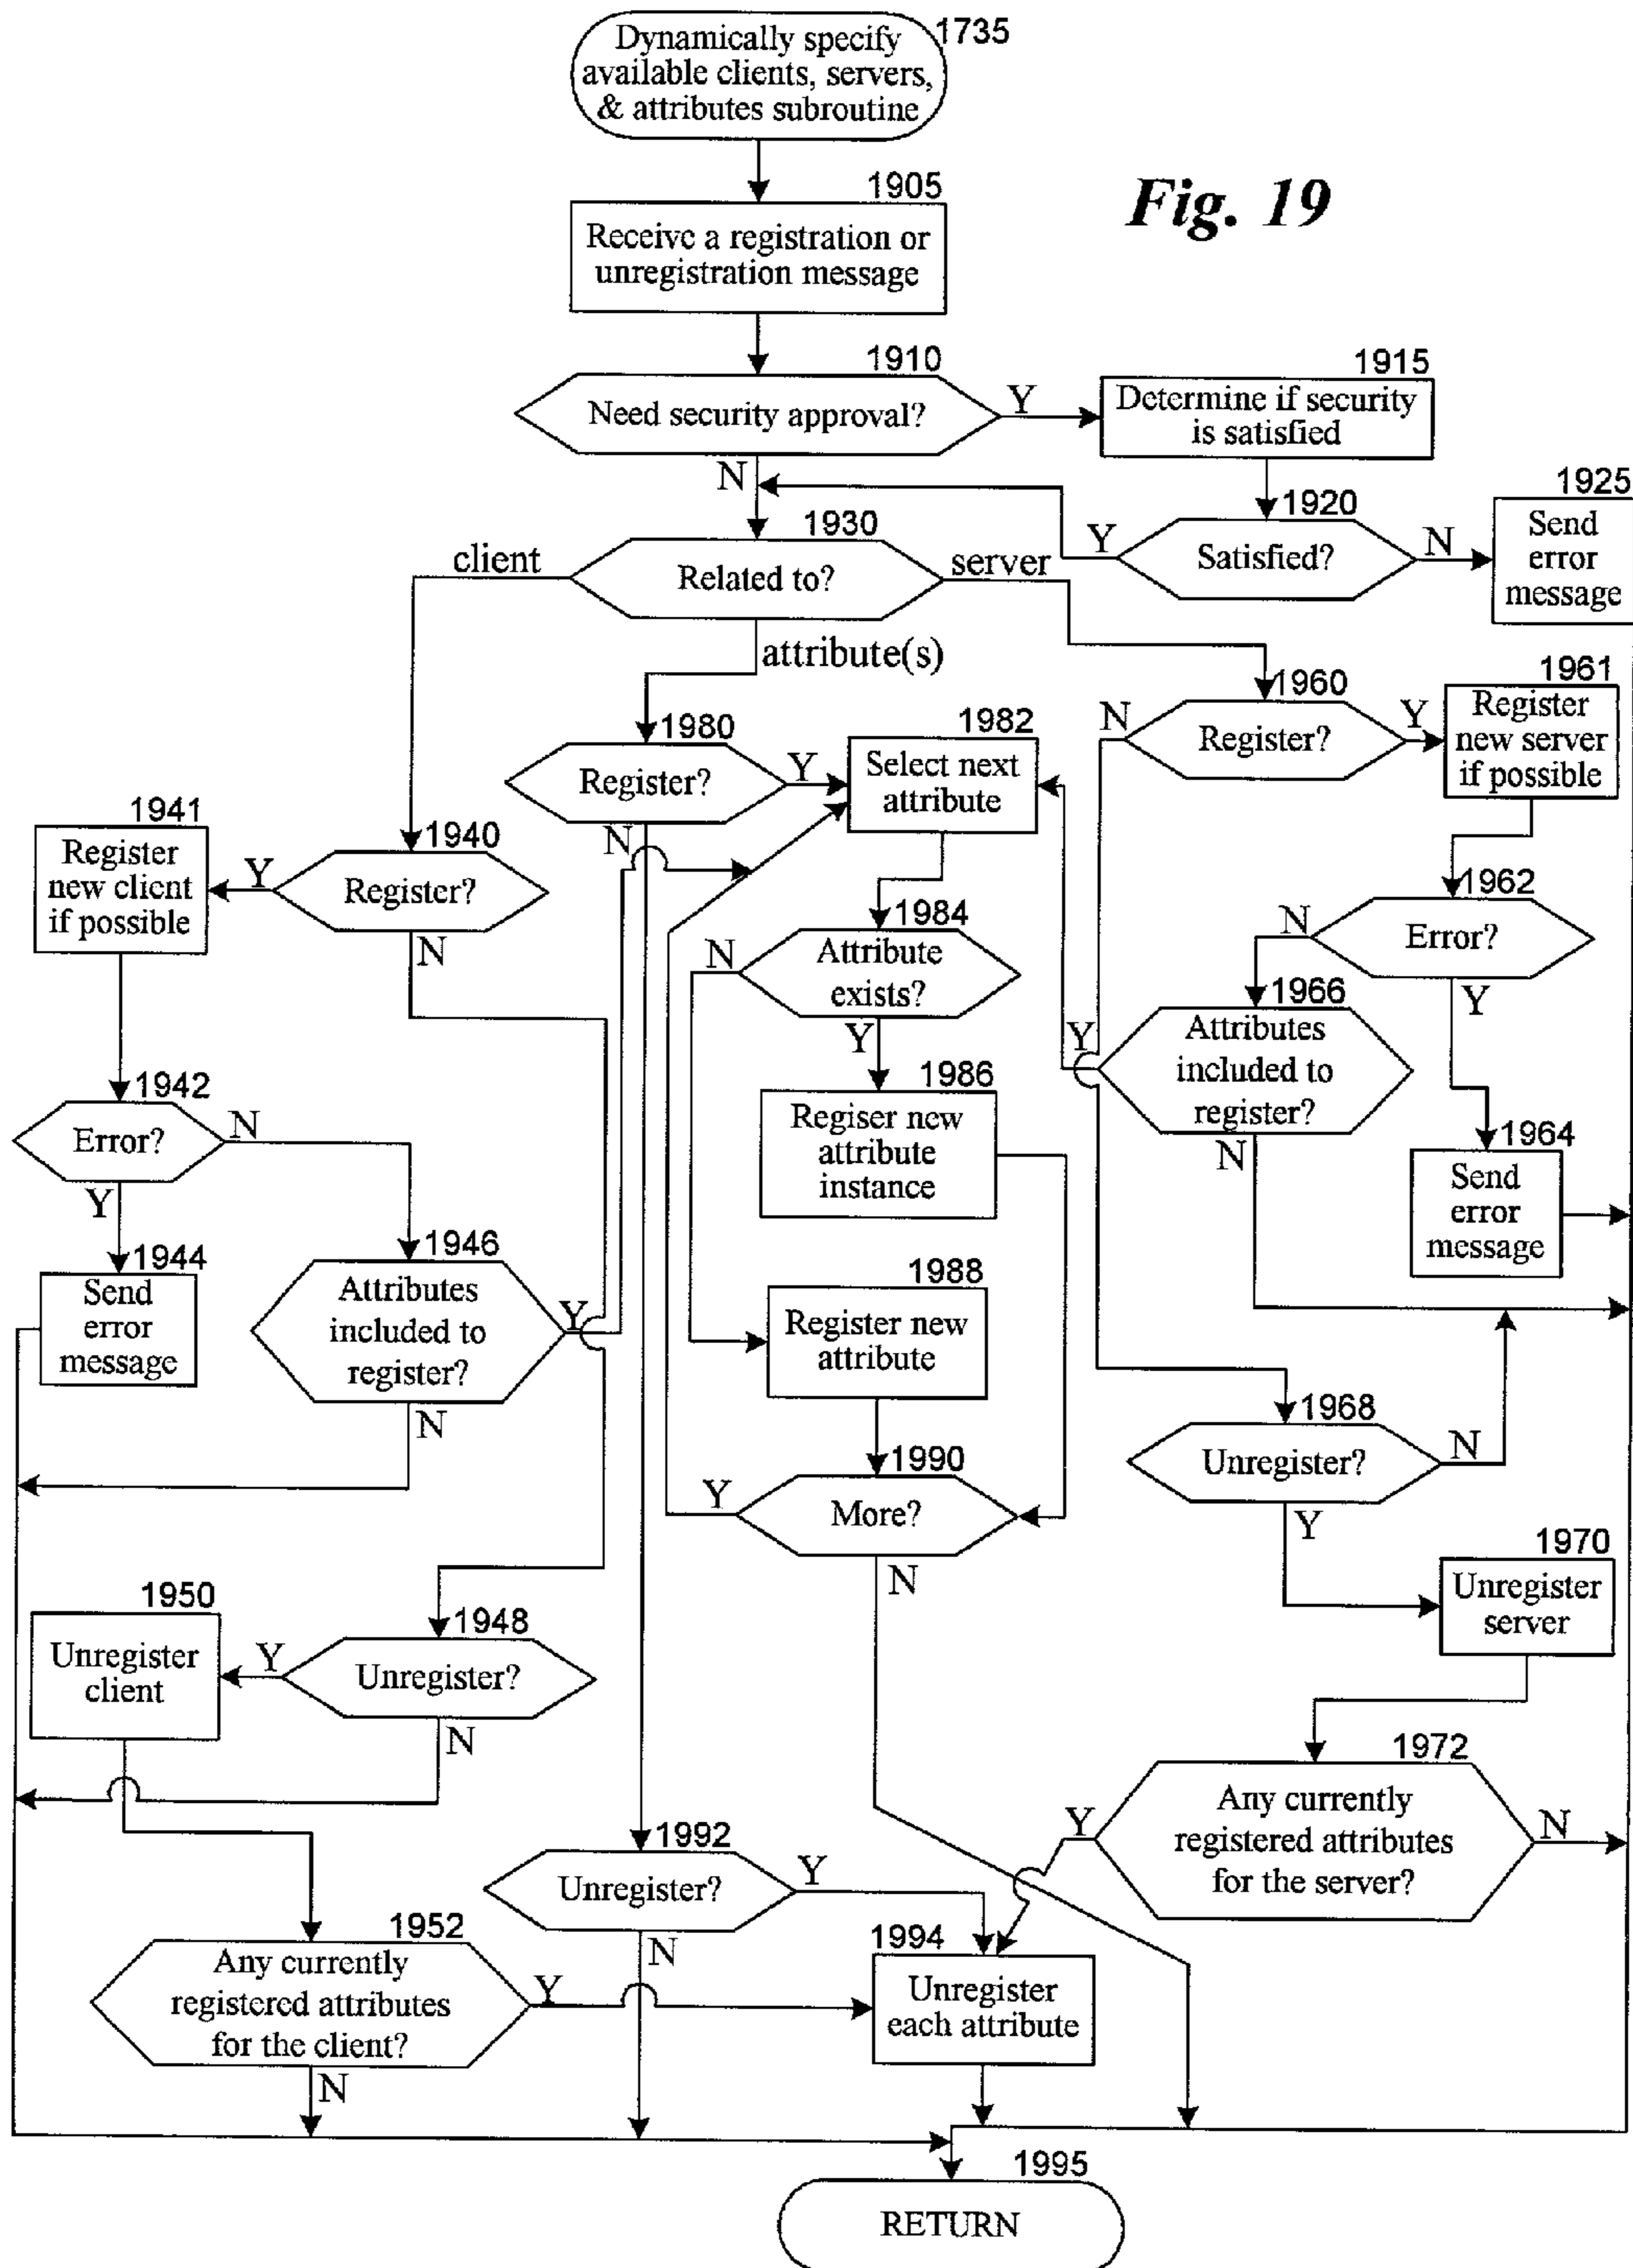 Dynamically specify
available clients, servers,
& attributes subroutine
1735
Fig. 19
1905
Receive a registration or
unregistration message
1910
Need security approval?
Y
N
1915
Determine if security
is satisfied
1920
Satisfied?
Y
N
1925
Send
error
message
1930
Related to?
client
server
attribute(s)
1960
Register?
N
Y
1961
Register
new server
if possible
1980
Register?
Y
N
1982
Select next
attribute
1941
Register
new client
if possible
1940
Register?
Y
N
1962
Error?
N
Y
1984
Attribute
exists?
N
Y
1966
Attributes
included to
register?
Y
N
1986
Regiser new
attribute
instance
1942
Error?
N
Y
1964
Send
error
message
1944
Send
error
message
1946
Attributes
included to
register?
Y
N
1988
Register new
attribute
1968
Unregister?
N
Y
1990
More?
Y
N
1970
Unregister
server
1950
Unregister
client
1948
Unregister?
Y
N
1972
Any currently
registered attributes
for the server?
Y
N
1992
Unregister?
Y
N
1952
Any currently
registered attributes
for the client?
Y
N
1994
Unregister
each attribute
1995
RETURN